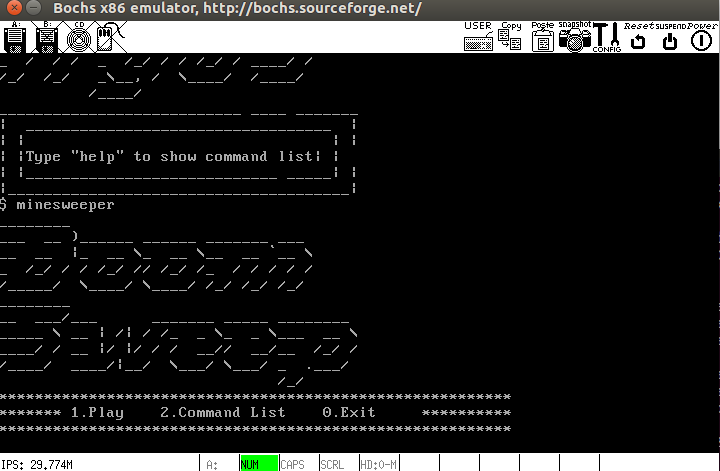 Bochs x86 emulator, http://bochs.sourceforge.net/
A: B: CD USER Copy Paste snapshot CONFIG Reset SUSPEND Power
Type "help" to show command list
$ minesweeper
Boom
Sweep
******* 1.Play 2.Command List 0.Exit **********
IPS: 29.774M A: NUM CAPS SCRL HD:0-M